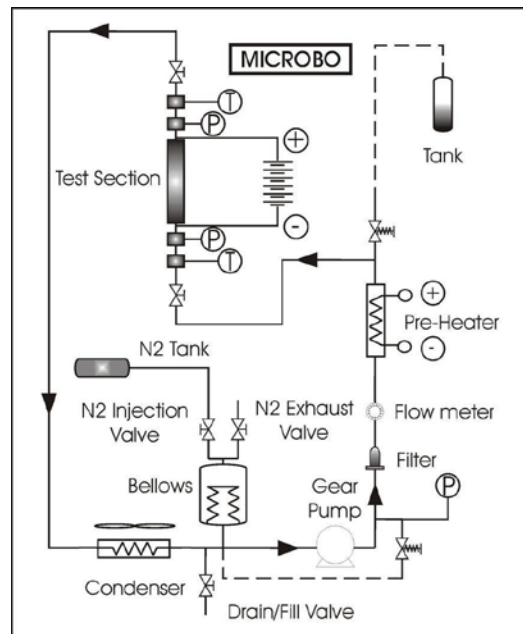 MICROBO
T
P
+
Tank
Test Section
-
P
T
+
Pre-Heater
-
N2 Tank
N2 Injection
Valve
N2 Exhaust
Valve
Flow meter
Filter
Bellows
Gear
Pump
P
Condenser
Drain/Fill Valve